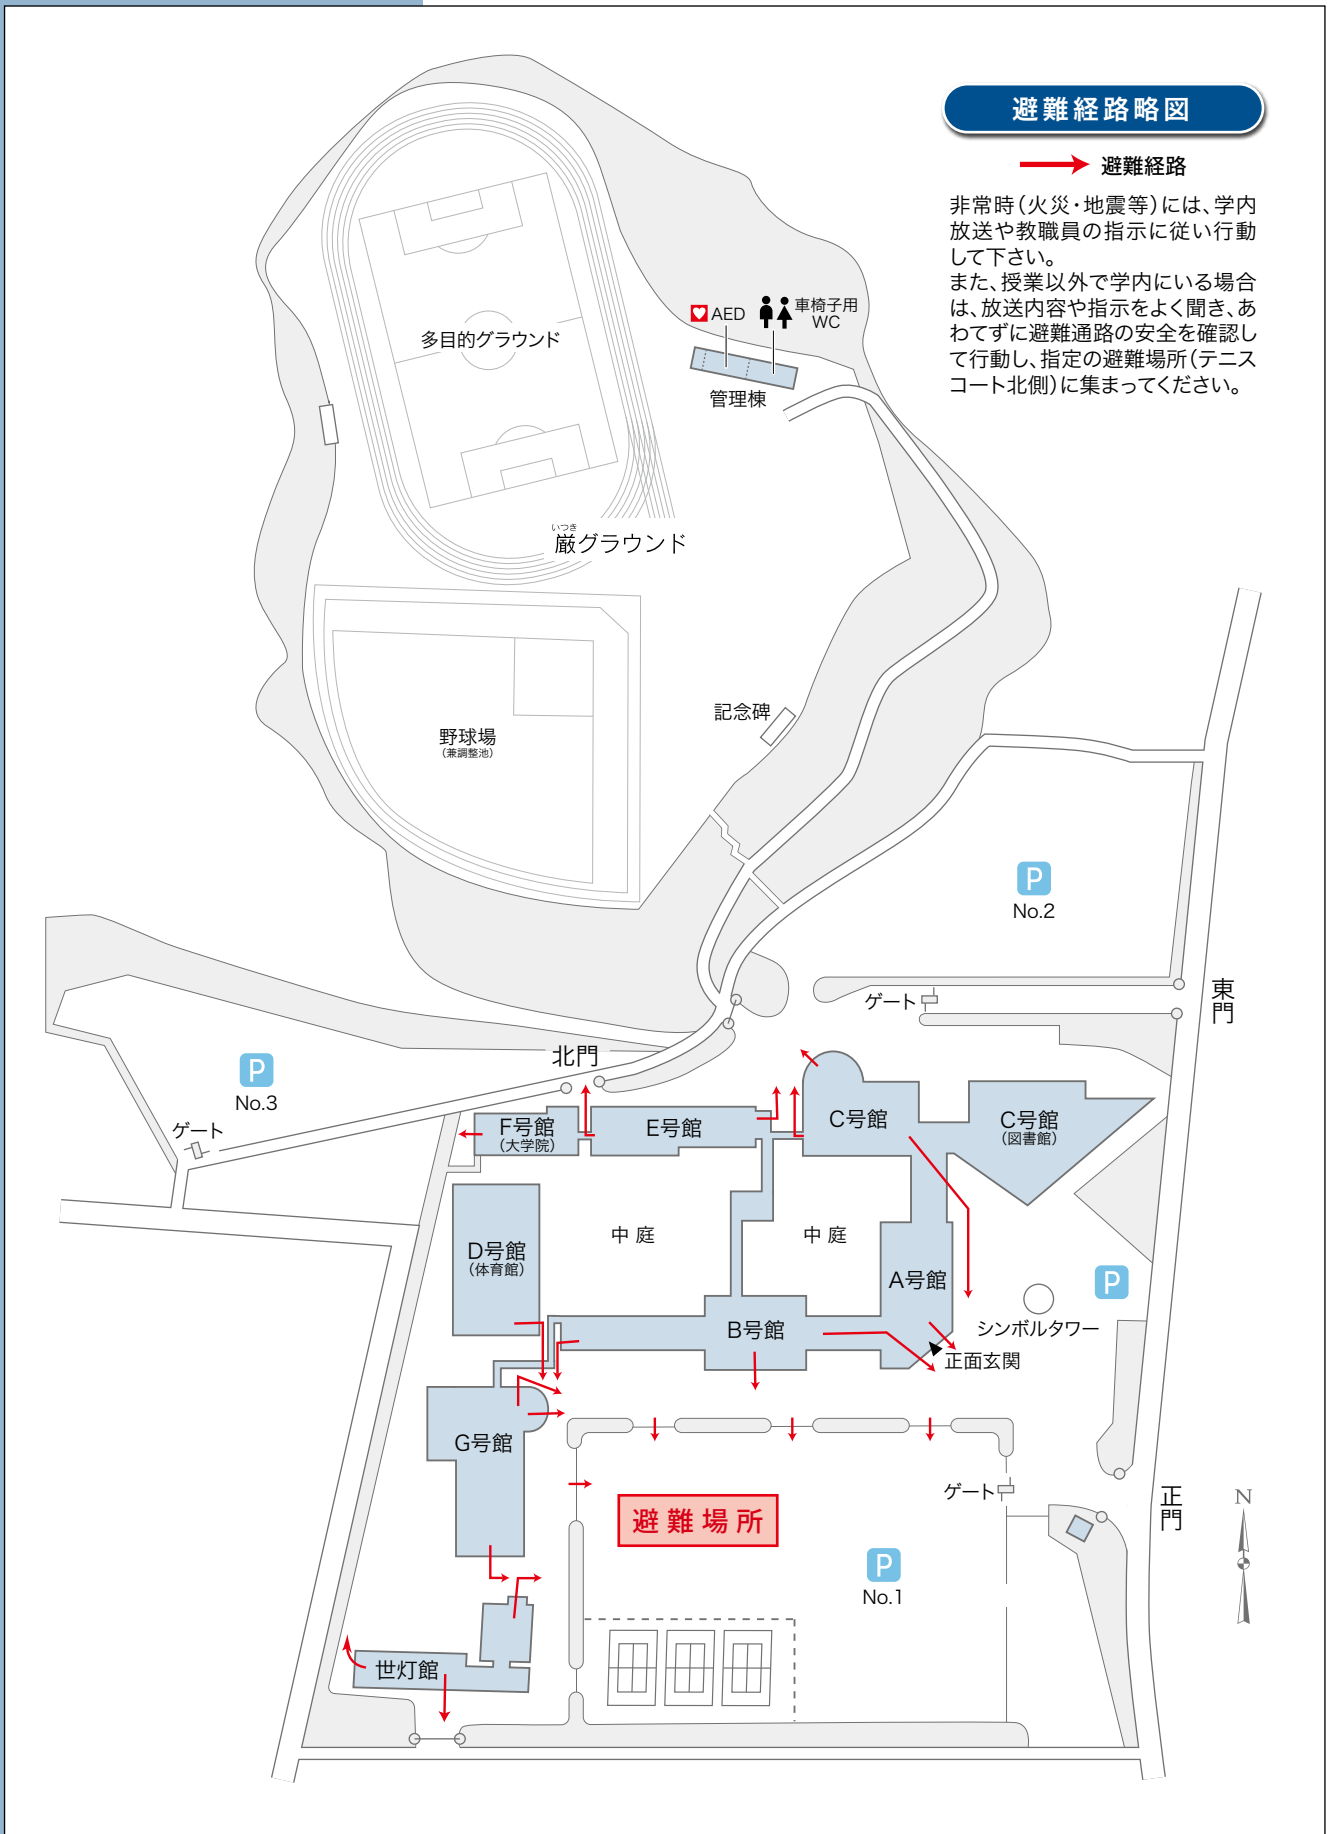 避難経路略図
避難経路
非常時（火災・地震等）には、学内
放送や教職員の指示に従い行動
して下さい。
また、授業以外で学内にいる場合
は、放送内容や指示をよく聞き、あ
わてずに避難通路の安全を確認し
て行動し、指定の避難場所（テニス
コート北側）に集まってください。
AED
車椅子用
WC
管理棟
多目的グラウンド
いつき
厳グラウンド
記念碑
野球場
（兼調整池）
P
No.2
東門
ゲート
北門
P
No.3
ゲート
F号館
（大学院）
E号館
C号館
C号館
（図書館）
中庭
中庭
D号館
（体育館）
A号館
P
B号館
シンボルタワー
正面玄関
G号館
ゲート
正門
N
避難場所
P
No.1
世灯館